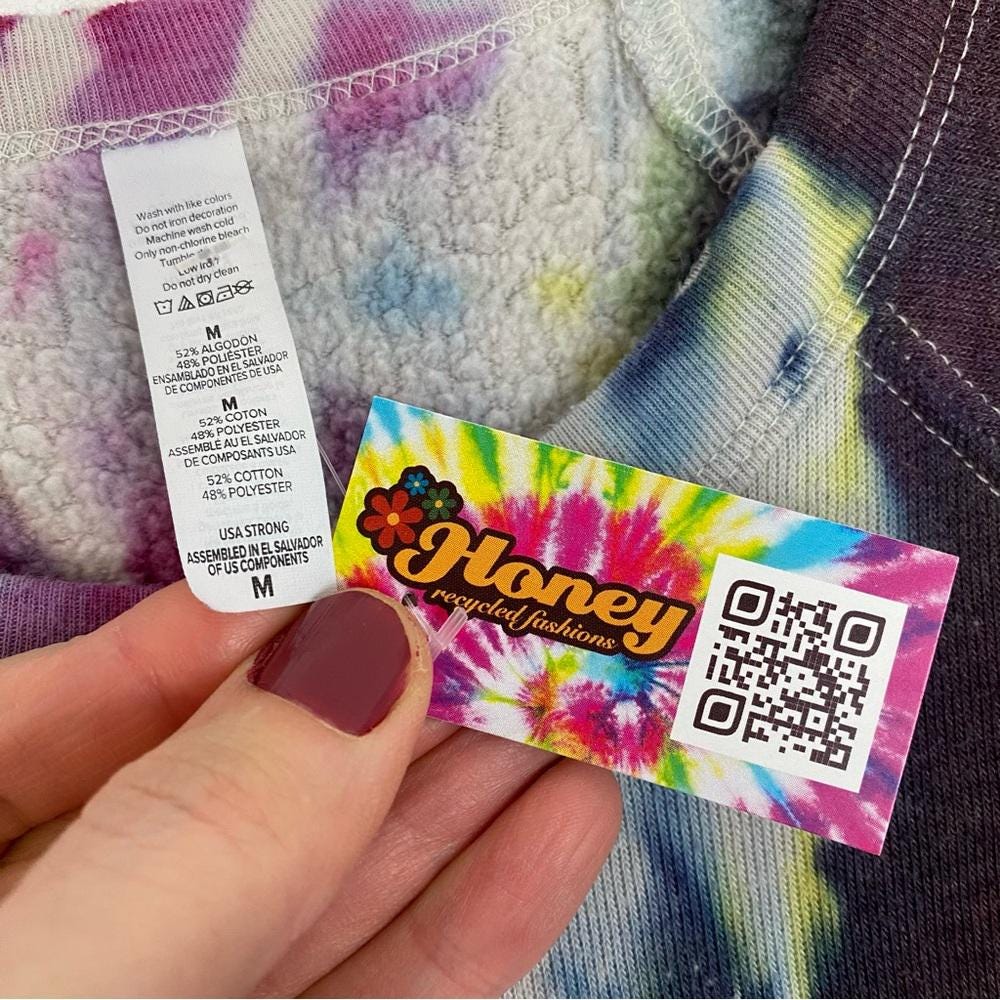 Wash with like colors
Do not iron decoration
Machine wash cold
Only non-chlorine bleach
Tumble
Low iron
Do not dry clean
M
52% ALGODÓN
48% POLIÉSTER
ENSAMBLADO EN EL SALVADOR
DE COMPONENTES DE USA
M
52% COTON
48% POLYESTER
ASSEMBLÉ AU EL SALVADOR
DE COMPOSANTS USA
52% COTTON
48% POLYESTER
USA STRONG
ASSEMBLED IN EL SALVADOR
OF US COMPONENTS
M
Honey
recycled fashions